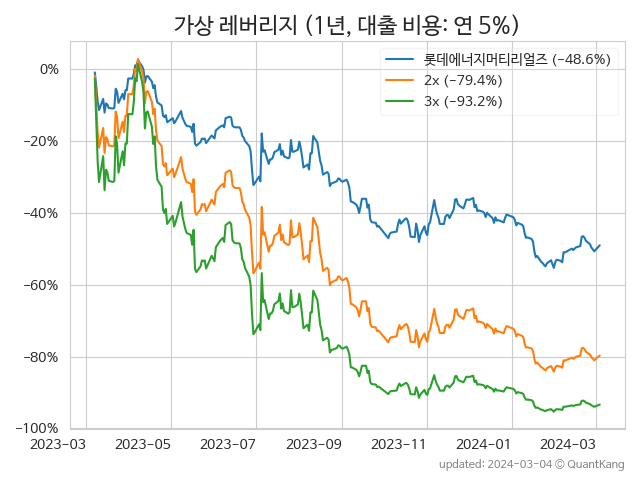 가상 레버리지 (1년, 대출 비용: 연 5%)
롯데에너지머티리얼즈 (−48.6%)
2x (−79.4%)
3x (−93.2%)
0%
−20%
−40%
−60%
−80%
−100%
2023-03 2023-05 2023-07 2023-09 2023-11 2024-01 2024-03
updated: 2024-03-04 © QuantKang